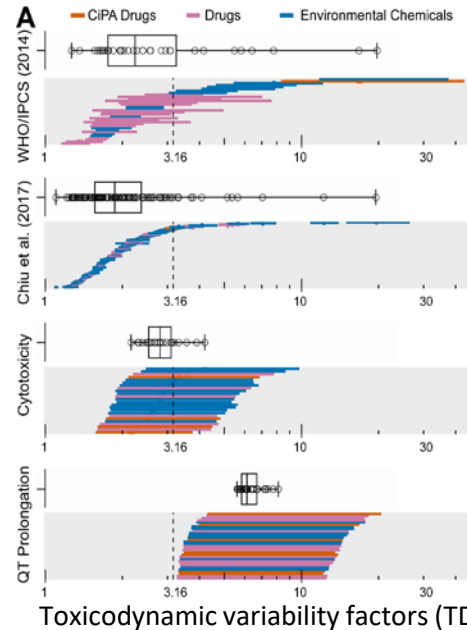 A
CiPA Drugs Drugs Environmental Chemicals
WHO/IPCS (2014)
1 3.16 10 30
Chiu et al. (2017)
1 3.16 10 30
Cytotoxicity
1 3.16 10 30
QT Prolongation
1 3.16 10 30
Toxicodynamic variability factors (TD